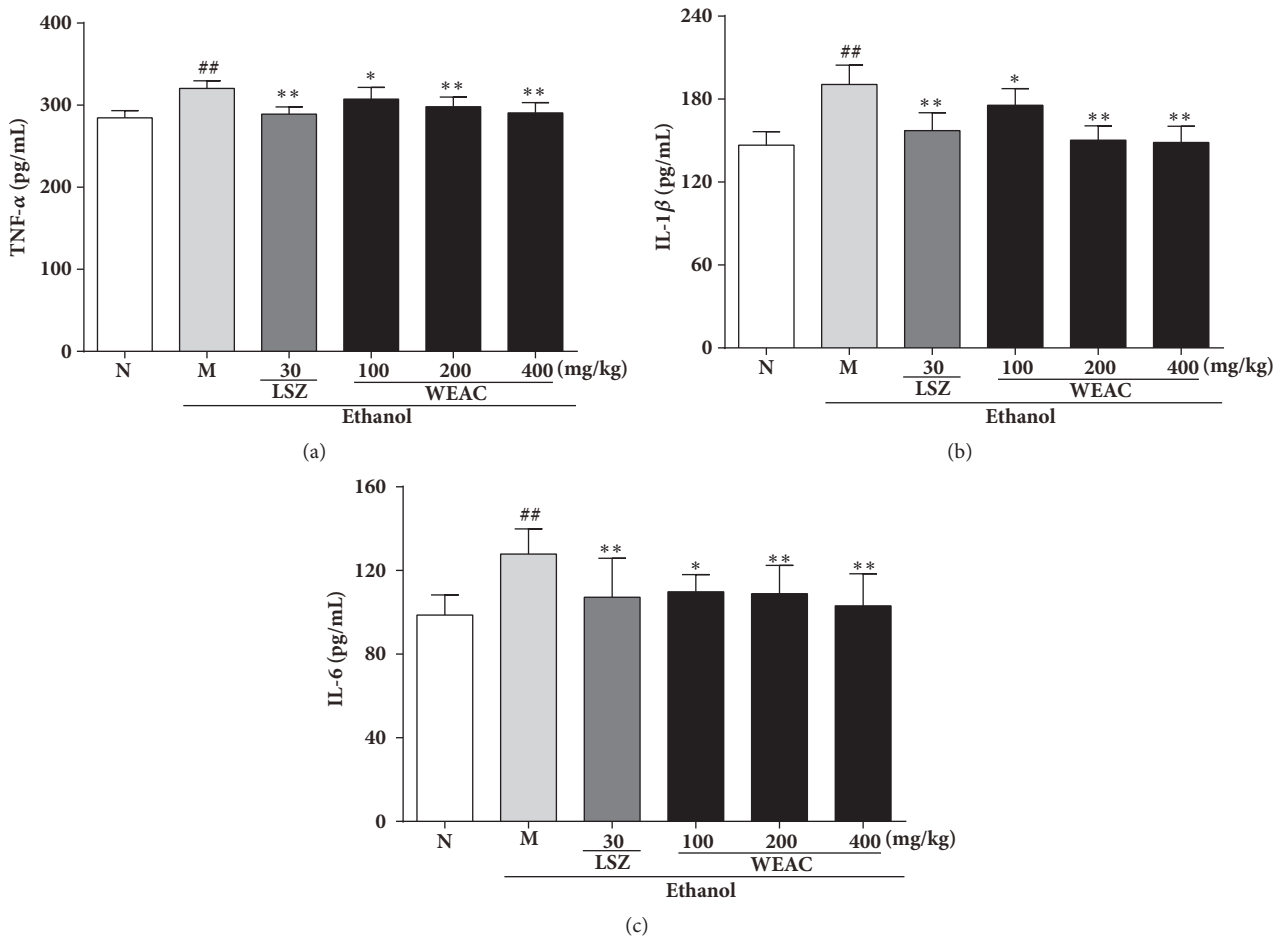 400
300
200
100
0
TNF-α (pg/mL)
##
**
*
**
**
N
M
30
100
200
400 (mg/kg)
LSZ
WEAC
Ethanol
(a)
240
180
120
60
0
IL-1β (pg/mL)
##
**
*
**
**
N
M
30
100
200
400 (mg/kg)
LSZ
WEAC
Ethanol
(b)
160
120
80
40
0
IL-6 (pg/mL)
##
**
*
**
**
N
M
30
100
200
400 (mg/kg)
LSZ
WEAC
Ethanol
(c)